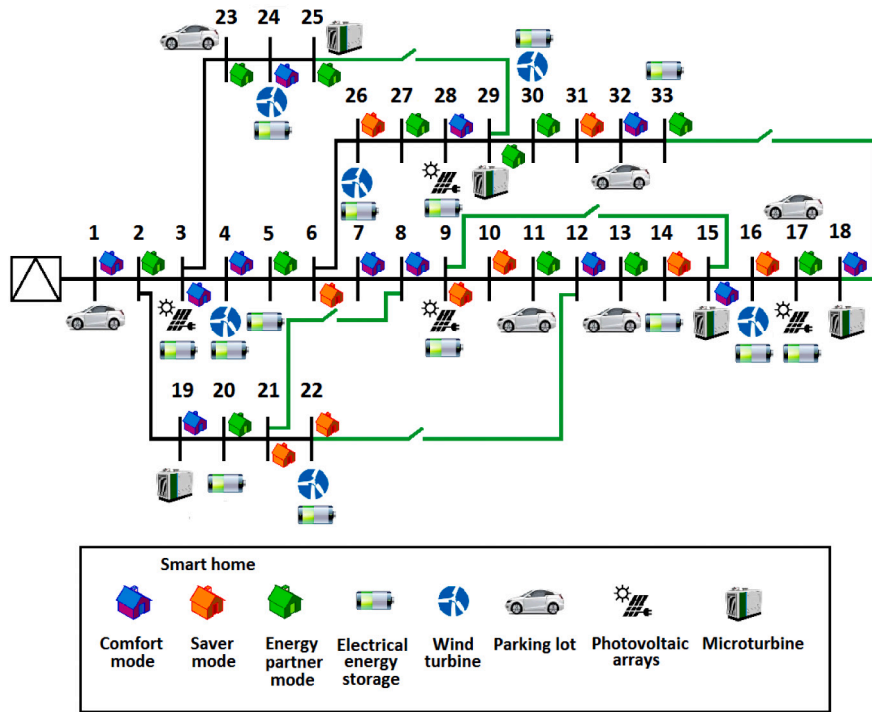 23 24 25
26 27 28 29 30 31 32 33
1 2 3 4 5 6 7 8 9 10 11 12 13 14 15 16 17 18
19 20 21 22
Smart home
Comfort mode
Saver mode
Energy partner mode
Electrical energy storage
Wind turbine
Parking lot
Photovoltaic arrays
Microturbine